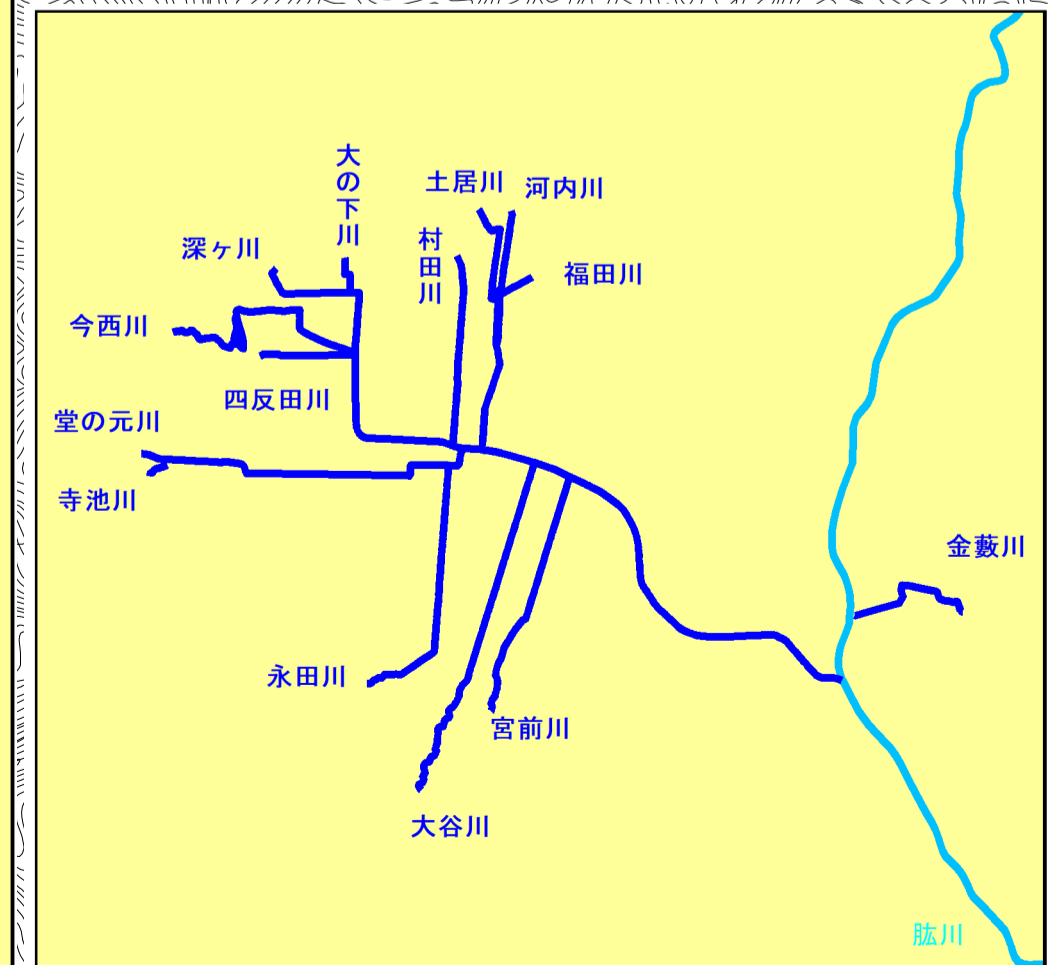 大の下川
土居川
河内川
村田川
深ヶ川
福田川
今西川
四反田川
堂の元川
寺池川
金藪川
永田川
宮前川
大谷川
肱川